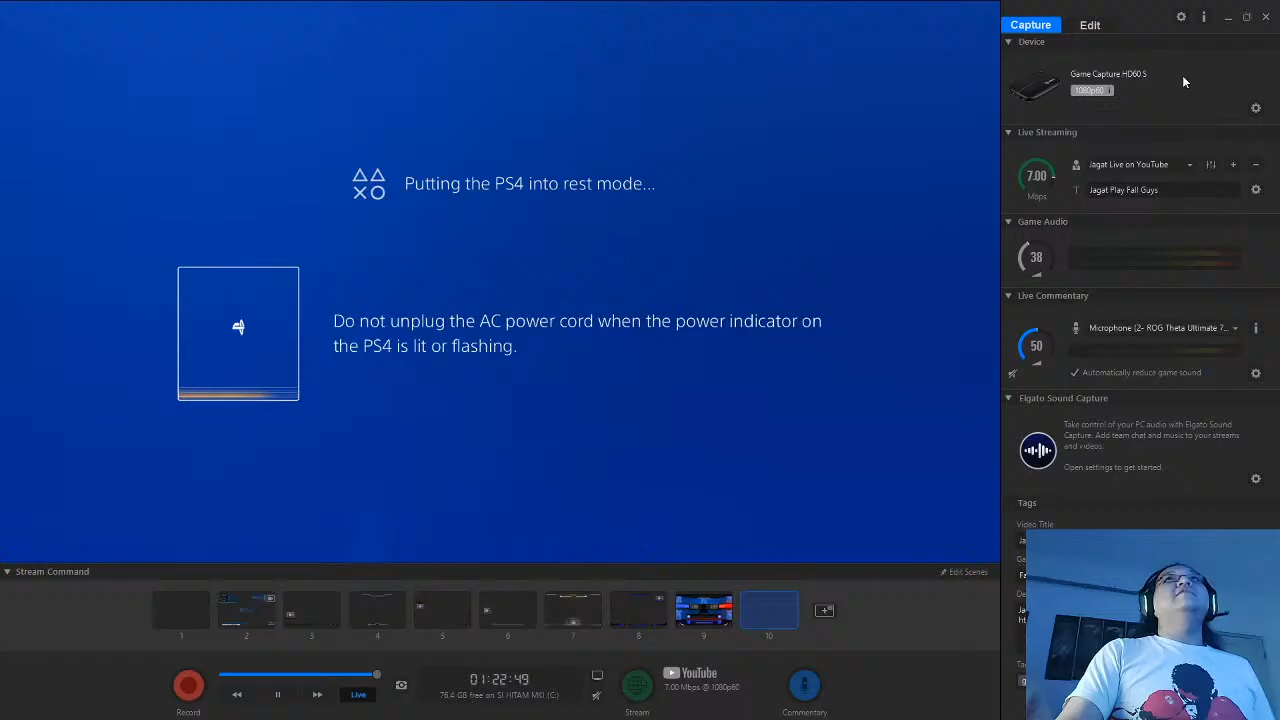 Capture
Edit
Device
Game Capture HD60 S
1080p60
Live Streaming
7.00
Mbps
Jagat Live on YouTube
Jagat Play Fall Guys
Game Audio
38
Live Commentary
50
Microphone (2- ROG Theta Ultimate 7...
Automatically reduce game sound
Elgato Sound Capture
Take control of your PC audio with Elgato Sound
Capture. Add team chat and music to your streams
and videos.
Open settings to get started.
Tags
Video Title
Putting the PS4 into rest mode...
Do not unplug the AC power cord when the power indicator on
the PS4 is lit or flashing.
Stream Command
Edit Scenes
1 2 3 4 5 6 7 8 9 10
Record
Live
01:22:49
76.4 GB free on SI HITAM MKI (C:)
Stream
YouTube
7.00 Mbps @ 1080p60
Commentary